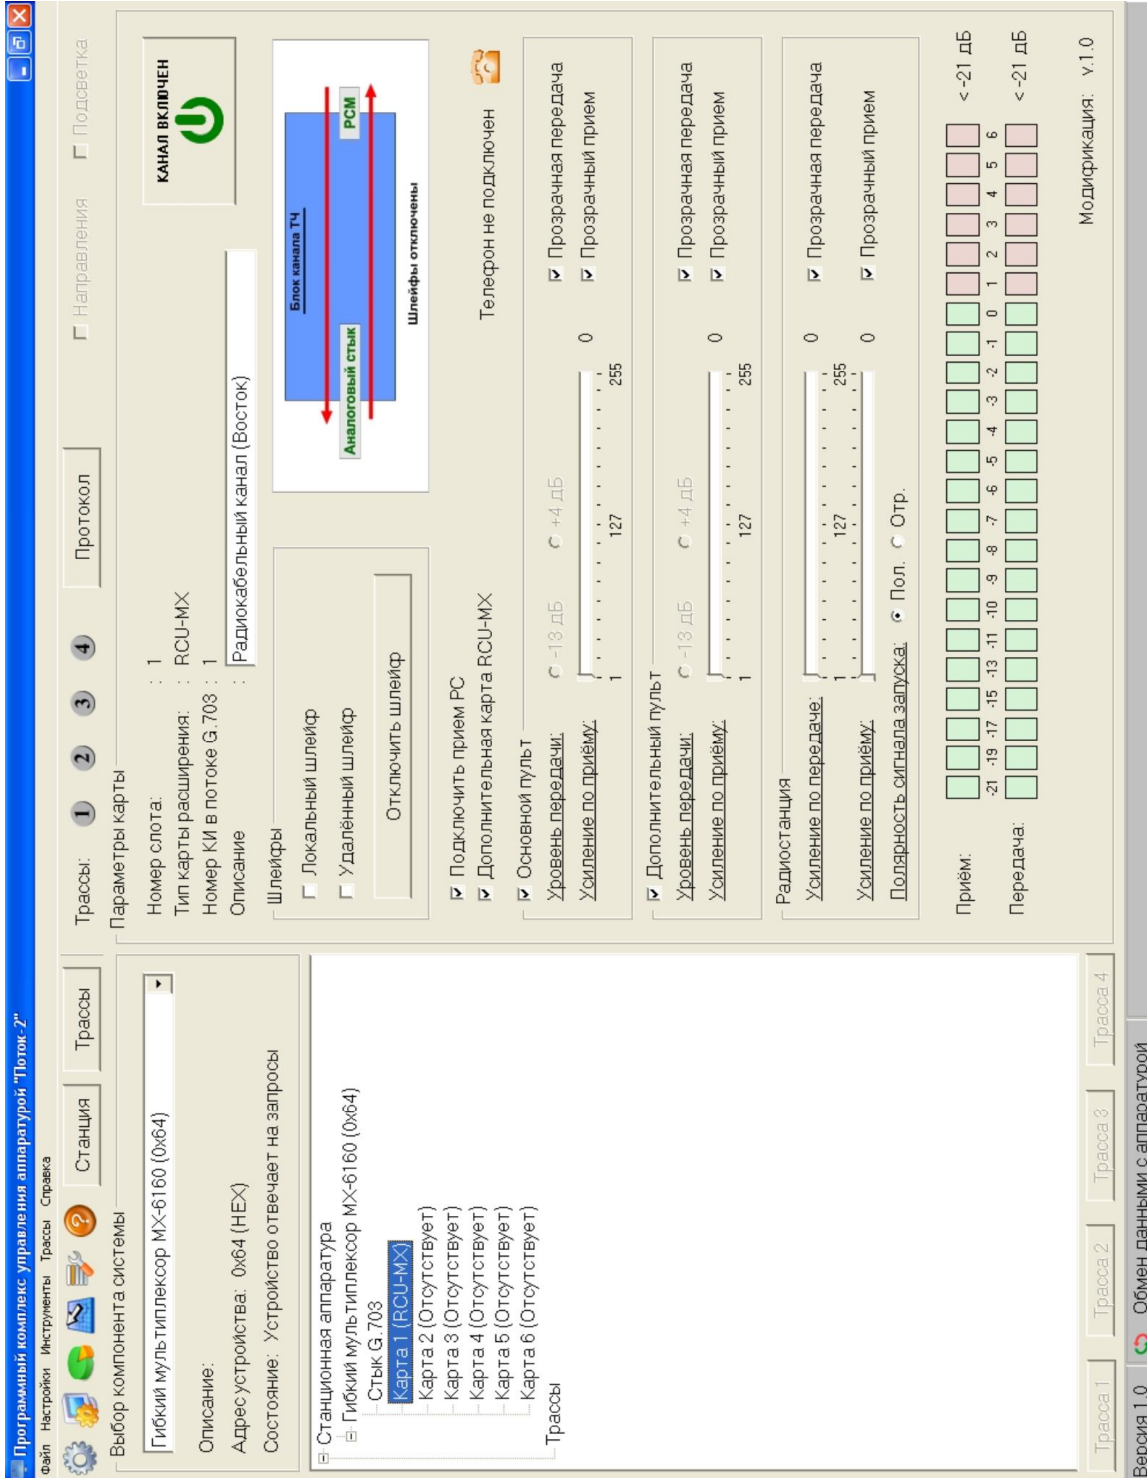 Программный комплекс управления аппаратурой "Поток-2"
Файл Настройки Инструменты Трассы Справка
Станция Трассы
Трассы: 1 2 3 4 Протокол Направления Подсветка
Выбор компонента системы
Гибкий мультиплексор MX-6160 (0x64)
Описание:
Адрес устройства: 0x64 (HEX)
Состояние: Устройство отвечает на запросы
Станционная аппаратура
Гибкий мультиплексор MX-6160 (0x64)
Стык G.703
Карта 1 (RCU-MX)
Карта 2 (Отсутствует)
Карта 3 (Отсутствует)
Карта 4 (Отсутствует)
Карта 5 (Отсутствует)
Карта 6 (Отсутствует)
Трассы
Трасса 1 Трасса 2 Трасса 3 Трасса 4
Параметры карты
Номер слота: : 1
Тип карты расширения: : RCU-MX
Номер КИ в потоке G.703 : 1
Описание : Радиокабельный канал (Восток)
КАНАЛ ВКЛЮЧЕН
Шлейфы
Локальный шлейф
Удалённый шлейф
Отключить шлейф
Блок канала ТЧ
Аналоговый стык
PCM
Шлейфы отключены
Подключить прием РС
Дополнительная карта RCU-MX
Телефон не подключен
Основной пульт
Уровень передачи: -13 дБ +4 дБ Прозрачная передача
Усиление по приёму: 0 Прозрачный прием
1 127 255
Дополнительный пульт
Уровень передачи: -13 дБ +4 дБ Прозрачная передача
Усиление по приёму: 0 Прозрачный прием
1 127 255
Радиостанция
Усиление по передаче: 0 Прозрачная передача
1 127 255
Усиление по приёму: 0 Прозрачный прием
Полярность сигнала запуска: Пол. Отр.
Приём: < -21 дБ
-21 -19 -17 -15 -13 -11 -10 -9 -8 -7 -6 -5 -4 -3 -2 -1 0 1 2 3 4 5 6
Передача: < -21 дБ
Модификация: v.1.0
Версия 1.0 Обмен данными с аппаратурой